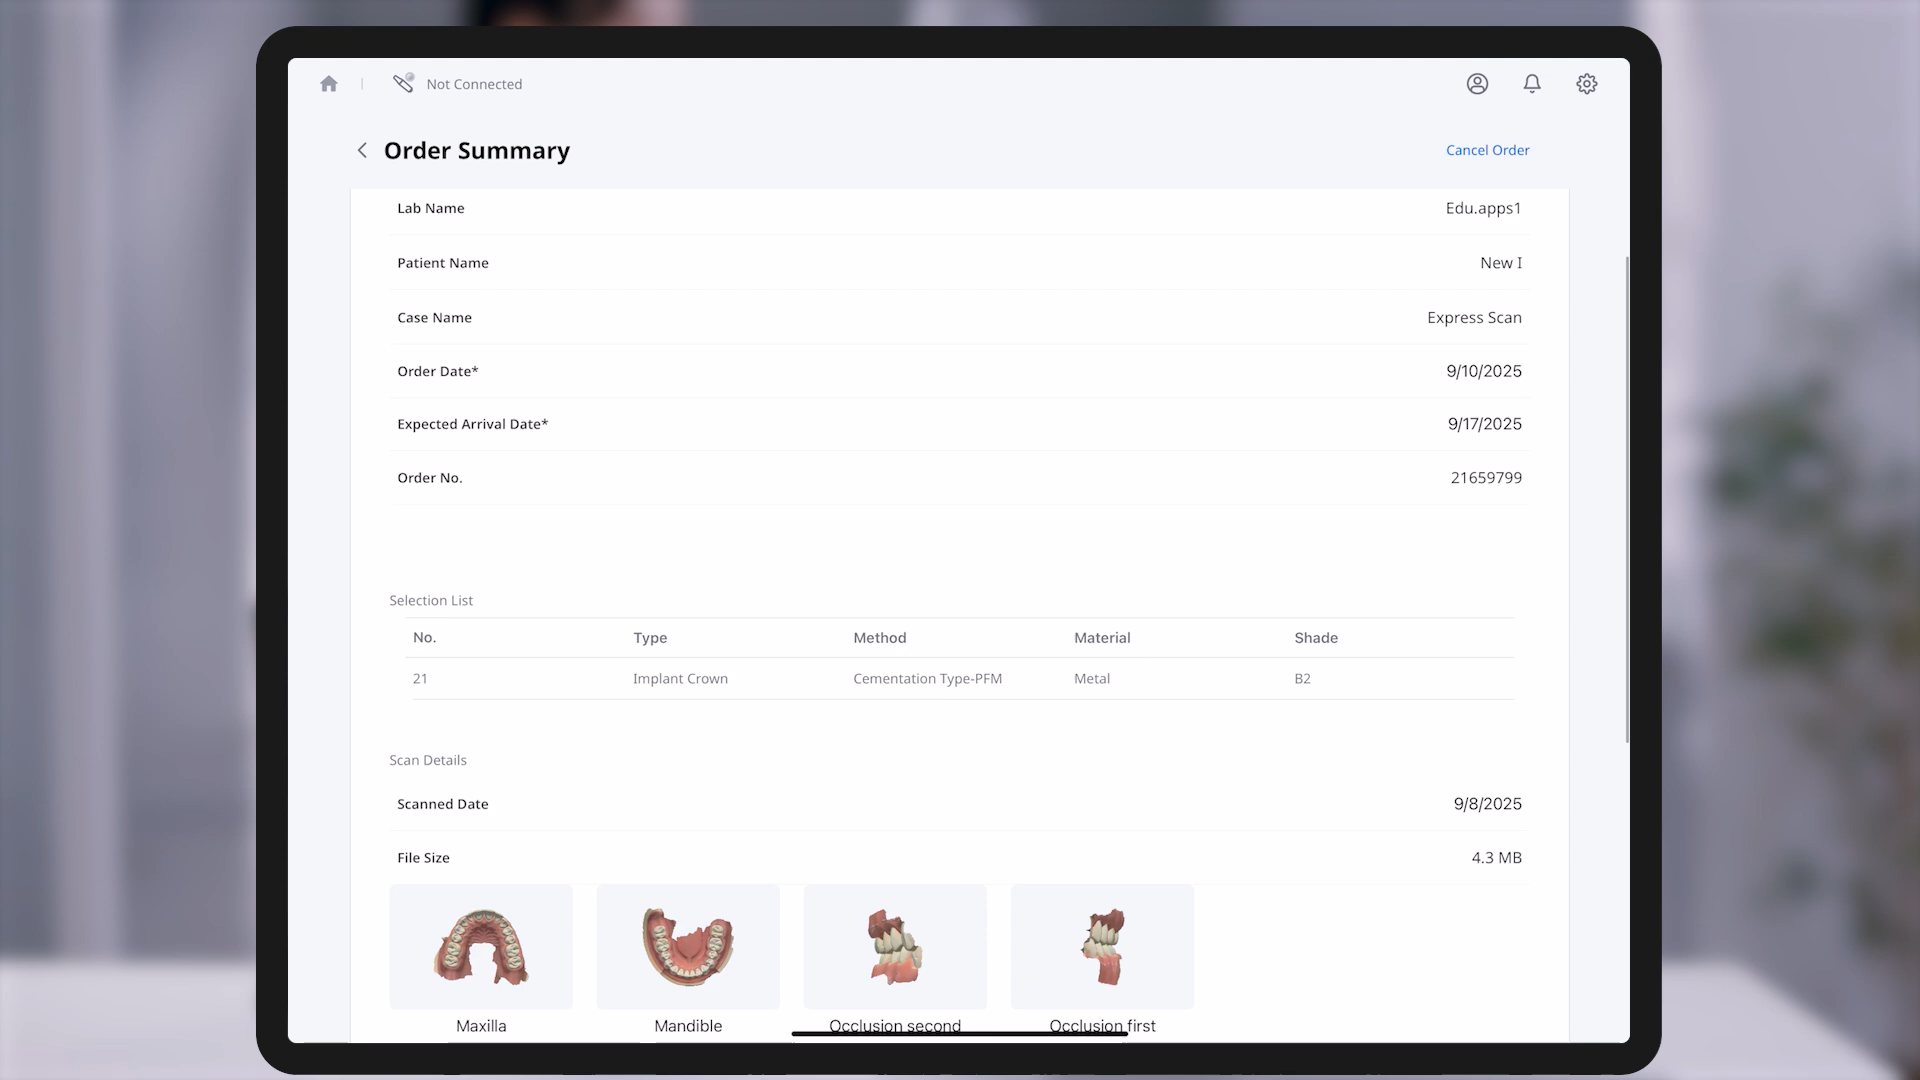 Not Connected
Order Summary
Cancel Order
Lab Name Edu.apps1
Patient Name New I
Case Name Express Scan
Order Date* 9/10/2025
Expected Arrival Date* 9/17/2025
Order No. 21659799
Selection List
No. Type Method Material Shade
21 Implant Crown Cementation Type-PFM Metal B2
Scan Details
Scanned Date 9/8/2025
File Size 4.3 MB
Maxilla Mandible Occlusion second Occlusion first